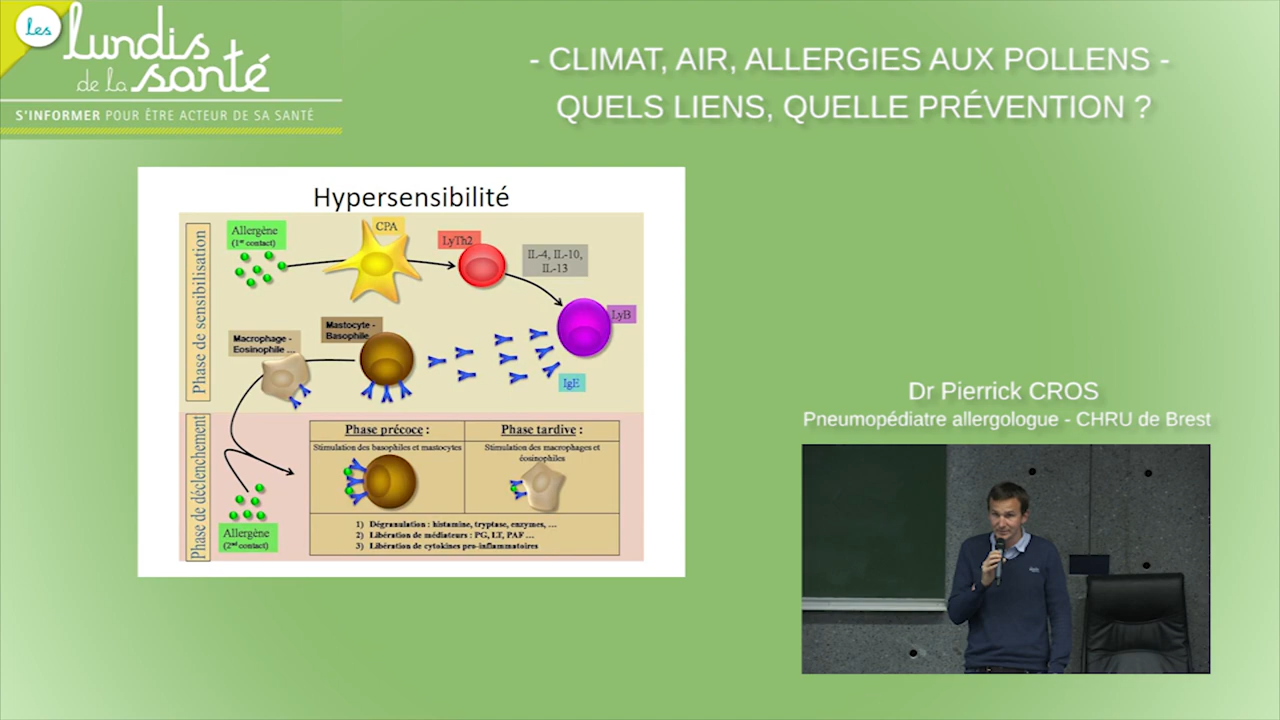 les
lundis
de la santé
S'INFORMER POUR ÊTRE ACTEUR DE SA SANTÉ
- CLIMAT, AIR, ALLERGIES AUX POLLENS -
QUELS LIENS, QUELLE PRÉVENTION ?
Hypersensibilité
Phase de sensibilisation
Allergène
(1er contact)
CPA
LyTh2
IL-4, IL-10,
IL-13
LyB
IgE
Mastocyte -
Basophile
Macrophage -
Eosinophile ...
Phase de déclenchement
Allergène
(2nd contact)
Phase précoce :
Stimulation des basophiles et mastocytes
Phase tardive :
Stimulation des macrophages et
éosinophiles
1) Dégranulation : histamine, tryptase, enzymes, ...
2) Libération de médiateurs : PG, LT, PAF ...
3) Libération de cytokines pro-inflammatoires
Dr Pierrick CROS
Pneumopédiatre allergologue - CHRU de Brest